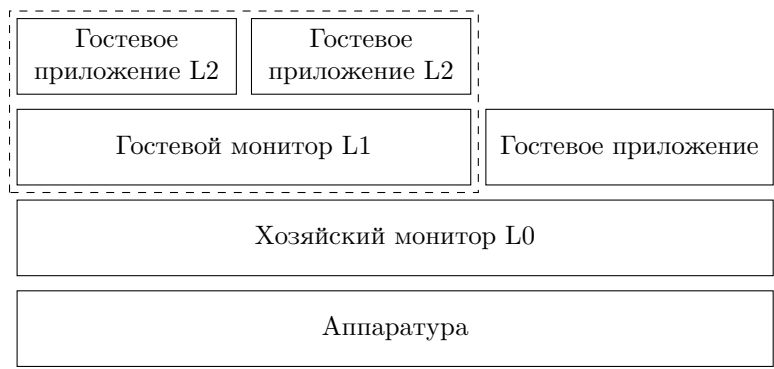 Гостевое
приложение L2
Гостевое
приложение L2
Гостевой монитор L1
Гостевое приложение
Хозяйский монитор L0
Аппаратура